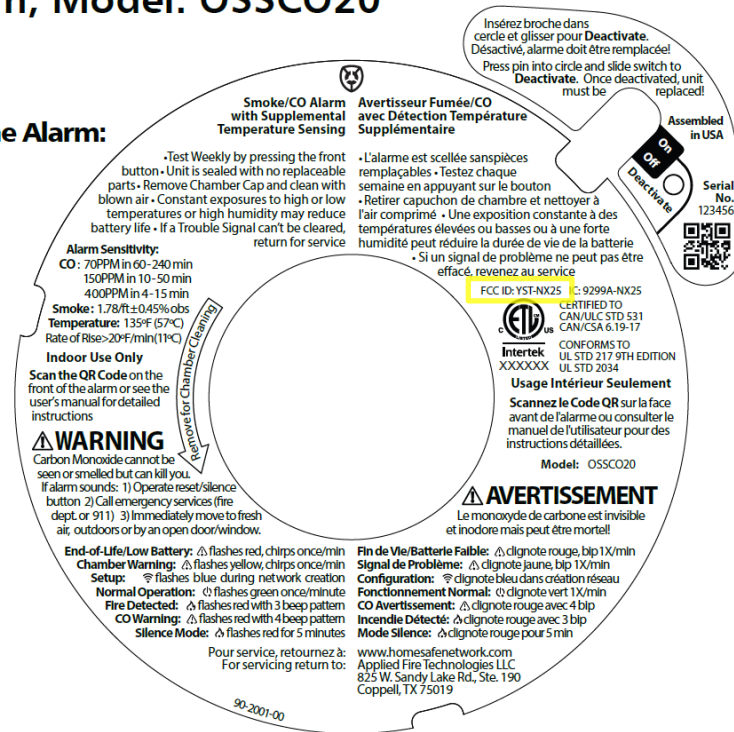 m, Model: OSSCO20
ne Alarm:
Insérez broche dans
cercle et glisser pour Deactivate.
Désactivé, alarme doit être remplacée!
Press pin into circle and slide switch to
Deactivate. Once deactivated, unit
must be replaced!
Assembled
in USA
On
Off
Deactivate
Serial
No.
123456
Smoke/CO Alarm
with Supplemental
Temperature Sensing
•Test Weekly by pressing the front
button• Unit is sealed with no replaceable
parts• Remove Chamber Cap and clean with
blown air • Constant exposures to high or low
temperatures or high humidity may reduce
battery life • If a Trouble Signal can't be cleared,
return for service
Alarm Sensitivity:
CO : 70PPM in 60-240 min
150PPM in 10-50 min
400PPM in 4-15 min
Smoke: 1.78/ft±0.45% obs
Temperature: 135ºF (57ºC)
Rate of Rise>20ºF/min(11ºC)
Indoor Use Only
Scan the QR Code on the
front of the alarm or see the
user's manual for detailed
instructions
Remove for Chamber Cleaning
WARNING
Carbon Monoxide cannot be
seen or smelled but can kill you.
If alarm sounds: 1) Operate reset/silence
button 2) Call emergency services (fire
dept. or 911) 3) Immediately move to fresh
air, outdoors or by an open door/window.
End-of-Life/Low Battery: flashes red, chirps once/min
Chamber Warning: flashes yellow, chirps once/min
Setup: flashes blue during network creation
Normal Operation: flashes green once/minute
Fire Detected: flashes red with 3 beep pattern
CO Warning: flashes red with 4 beep pattern
Silence Mode: flashes red for 5 minutes
Avertisseur Fumée/CO
avec Détection Température
Supplémentaire
• L'alarme est scellée sanspièces
remplaçables • Testez chaque
semaine en appuyant sur le bouton
• Retirer capuchon de chambre et nettoyer à
l'air comprimé • Une exposition constante à des
températures élevées ou basses ou à une forte
humidité peut réduire la durée de vie de la batterie
• Si un signal de problème ne peut pas être
effacé, revenez au service
FCC ID: YST-NX25 IC: 9299A-NX25
CERTIFIED TO
CAN/ULC STD 531
CAN/CSA 6.19-17
CONFORMS TO
UL STD 217 9TH EDITION
UL STD 2034
C ETL US
LISTED
Intertek
XXXXXX
Usage Intérieur Seulement
Scannez le Code QR sur la face
avant de l'alarme ou consulter le
manuel de l'utilisateur pour des
instructions détaillées.
Model: OSSCO20
AVERTISSEMENT
Le monoxyde de carbone est invisible
et inodore mais peut être mortel!
Fin de Vie/Batterie Faible: clignote rouge, bip 1X/min
Signal de Problème: clignote jaune, bip 1X/min
Configuration: clignote bleu dans création réseau
Fonctionnement Normal: clignote vert 1X/min
CO Avertisement: clignote rouge avec 4 bip
Incendie Détecté: clignote rouge avec 3 bip
Mode Silence: clignote rouge pour 5 min
Pour service, retournez à:
For servicing return to:
www.homesafenetwork.com
Applied Fire Technologies LLC
825 W. Sandy Lake Rd., Ste. 190
Coppell, TX 75019
90-2001-00